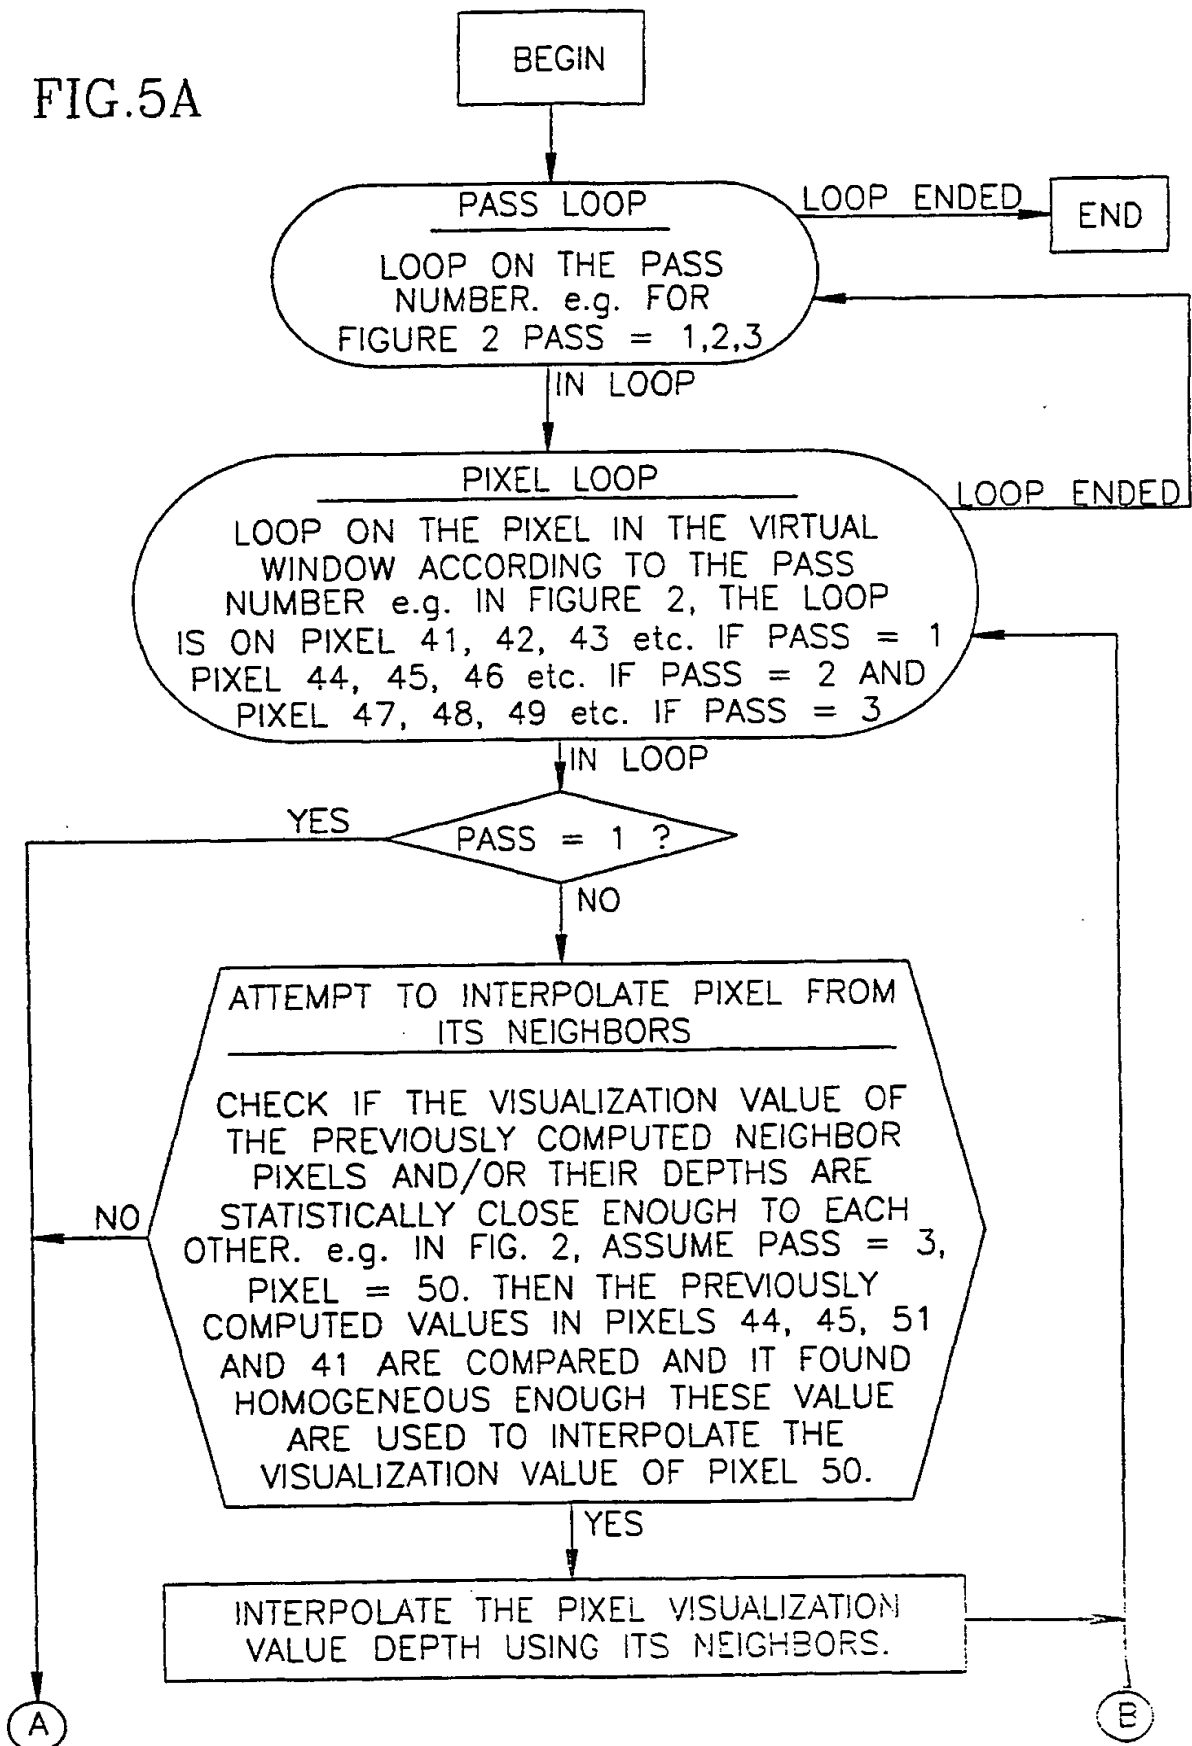 BEGIN
FIG.5A
PASS LOOP
LOOP ENDED
END
LOOP ON THE PASS
NUMBER. e.g. FOR
FIGURE 2 PASS = 1,2,3
IN LOOP
PIXEL LOOP
LOOP ENDED
LOOP ON THE PIXEL IN THE VIRTUAL
WINDOW ACCORDING TO THE PASS
NUMBER e.g. IN FIGURE 2, THE LOOP
IS ON PIXEL 41, 42, 43 etc. IF PASS = 1
PIXEL 44, 45, 46 etc. IF PASS = 2 AND
PIXEL 47, 48, 49 etc. IF PASS = 3
IN LOOP
YES
PASS = 1 ?
NO
ATTEMPT TO INTERPOLATE PIXEL FROM
ITS NEIGHBORS
CHECK IF THE VISUALIZATION VALUE OF
THE PREVIOUSLY COMPUTED NEIGHBOR
PIXELS AND/OR THEIR DEPTHS ARE
STATISTICALLY CLOSE ENOUGH TO EACH
NO
OTHER. e.g. IN FIG. 2, ASSUME PASS = 3,
PIXEL = 50. THEN THE PREVIOUSLY
COMPUTED VALUES IN PIXELS 44, 45, 51
AND 41 ARE COMPARED AND IT FOUND
HOMOGENEOUS ENOUGH THESE VALUE
ARE USED TO INTERPOLATE THE
VISUALIZATION VALUE OF PIXEL 50.
YES
INTERPOLATE THE PIXEL VISUALIZATION
VALUE DEPTH USING ITS NEIGHBORS.
A
B